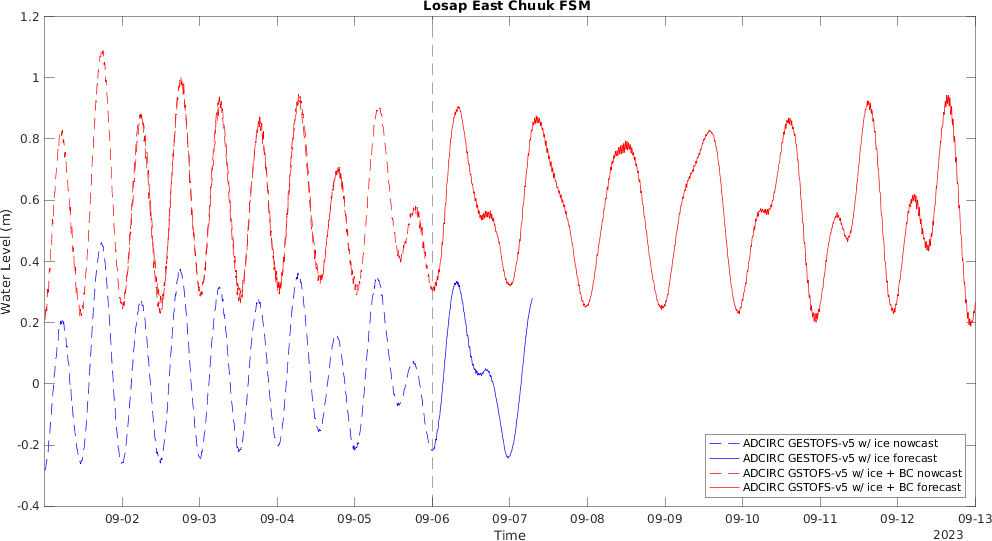 Losap East Chuuk FSM
1.2
1
0.8
0.6
0.4
0.2
0
-0.2
-0.4
Water Level (m)
ADCIRC GESTOFS-v5 w/ ice nowcast
ADCIRC GESTOFS-v5 w/ ice forecast
ADCIRC GSTOFS-v5 w/ ice + BC nowcast
ADCIRC GSTOFS-v5 w/ ice + BC forecast
09-02 09-03 09-04 09-05 09-06 09-07 09-08 09-09 09-10 09-11 09-12 09-13
Time
2023